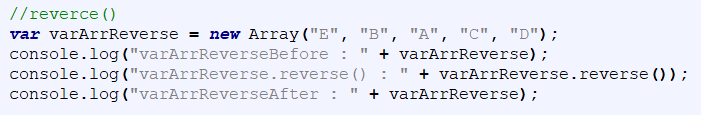 //reverce()
var varArrReverse = new Array("E", "B", "A", "C", "D");
console.log("varArrReverseBefore : " + varArrReverse);
console.log("varArrReverse.reverse() : " + varArrReverse.reverse());
console.log("varArrReverseAfter : " + varArrReverse);